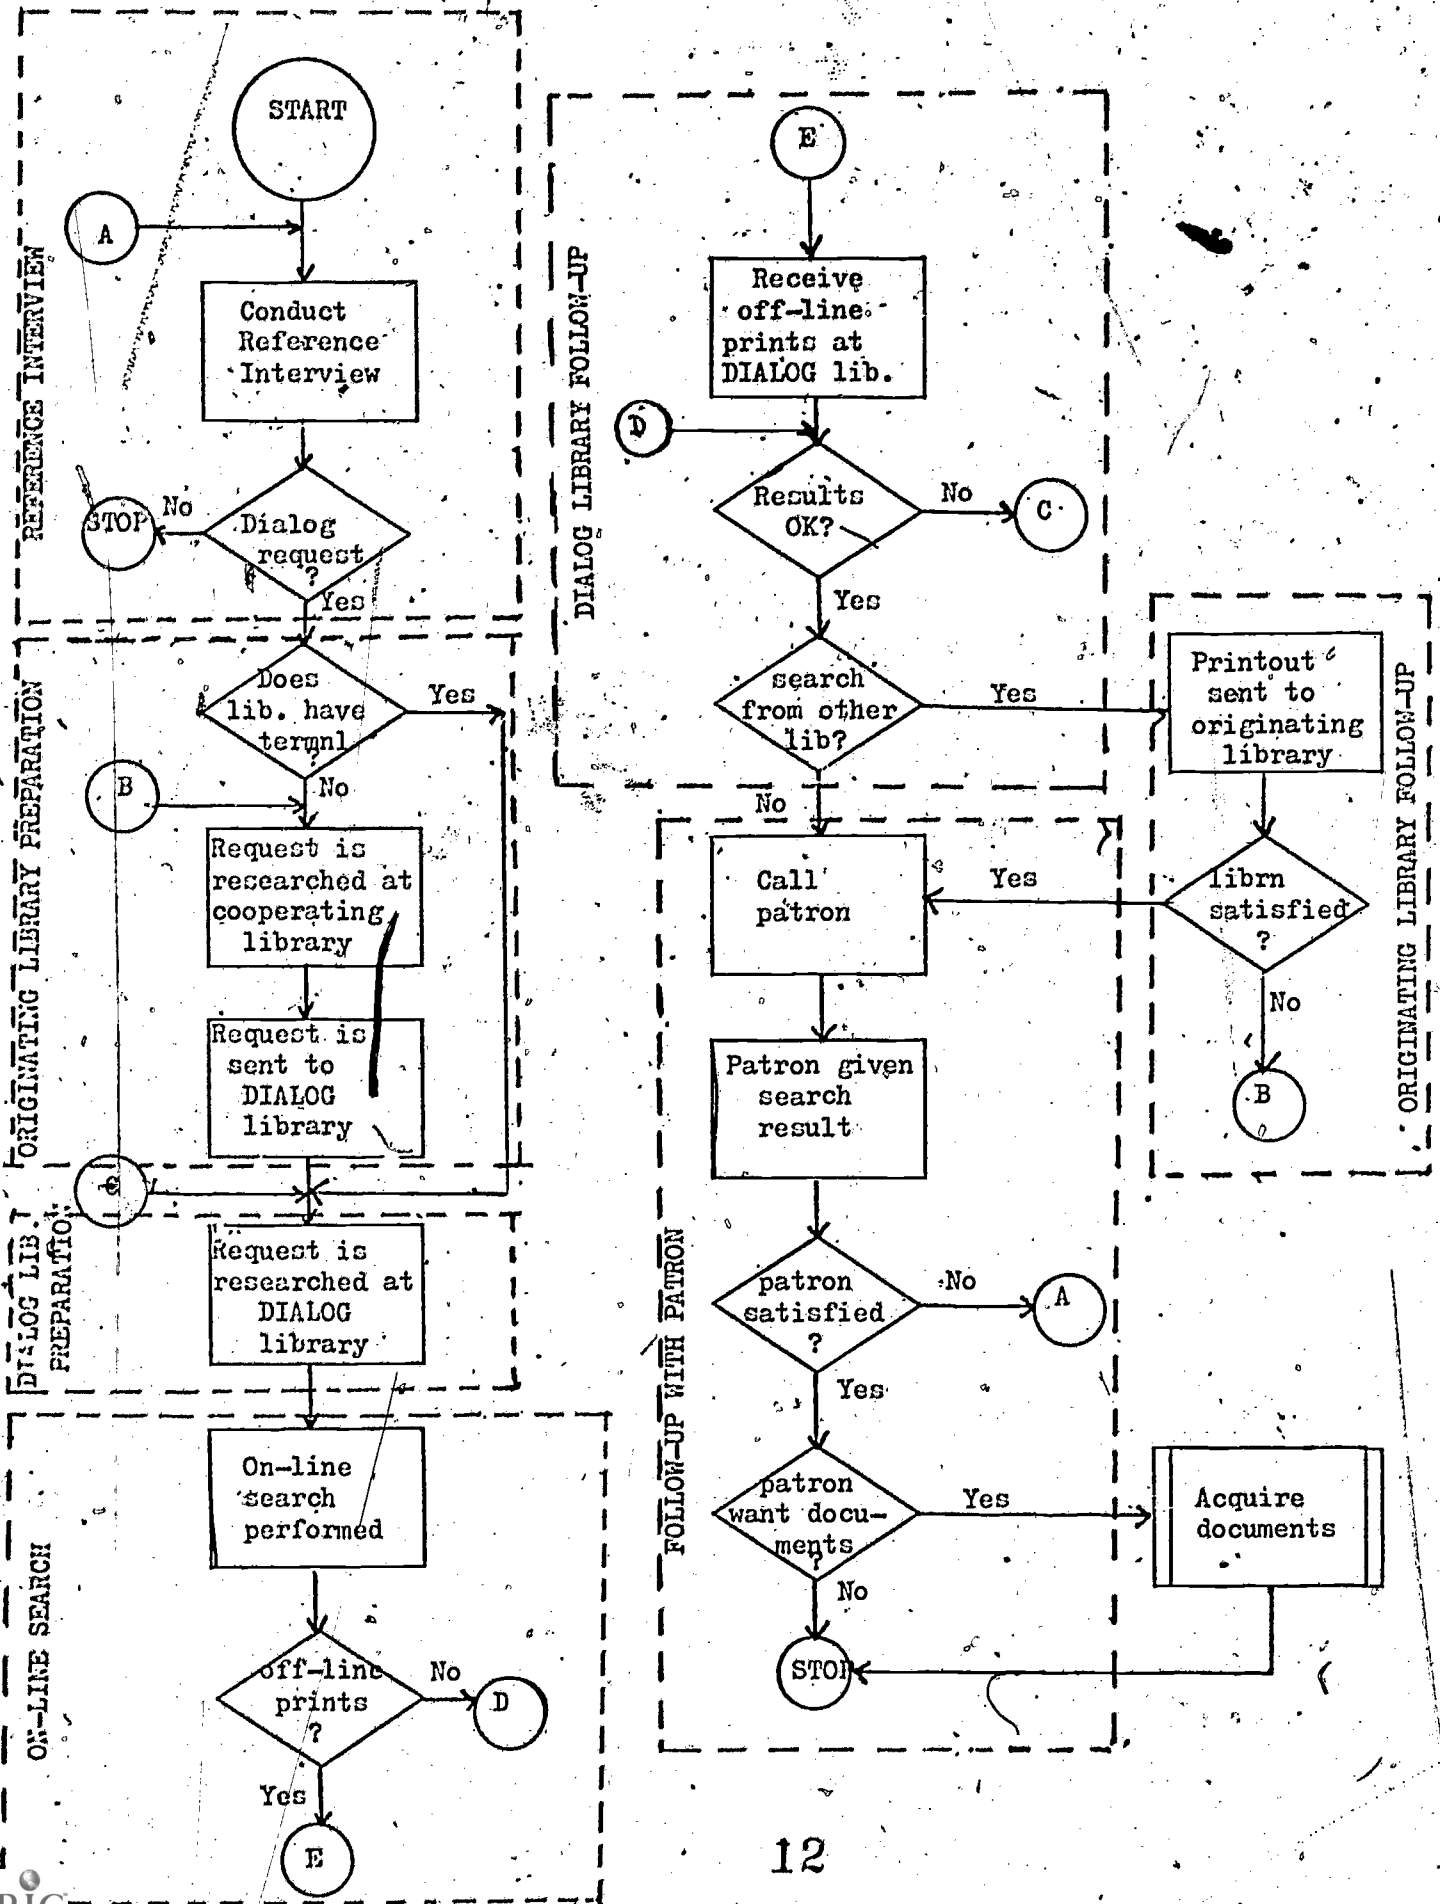 START
A
REFERENCE INTERVIEW
Conduct
Reference
Interview
No
STOP
Dialog
request
?
Yes
ORIGINATING LIBRARY PREPARATION
Does
lib. have
termnl
?
Yes
No
B
Request is
researched at
cooperating
library
Request is
sent to
DIALOG
library
C
DIALOG LIB.
PREPARATION
Request is
researched at
DIALOG
library
ON-LINE SEARCH
On-line
search
performed
off-line
prints
?
No
D
Yes
E
DIALOG LIBRARY FOLLOW-UP
E
Receive
off-line
prints at
DIALOG lib.
D
Results
OK?
No
C
Yes
search
from other
lib?
Yes
No
ORIGINATING LIBRARY FOLLOW-UP
Printout
sent to
originating
library
librn
satisfied
?
Yes
No
B
FOLLOW-UP WITH PATRON
Call
patron
Patron given
search
result
patron
satisfied
?
No
A
Yes
patron
want docu-
ments
?
Yes
Acquire
documents
No
STOP
12